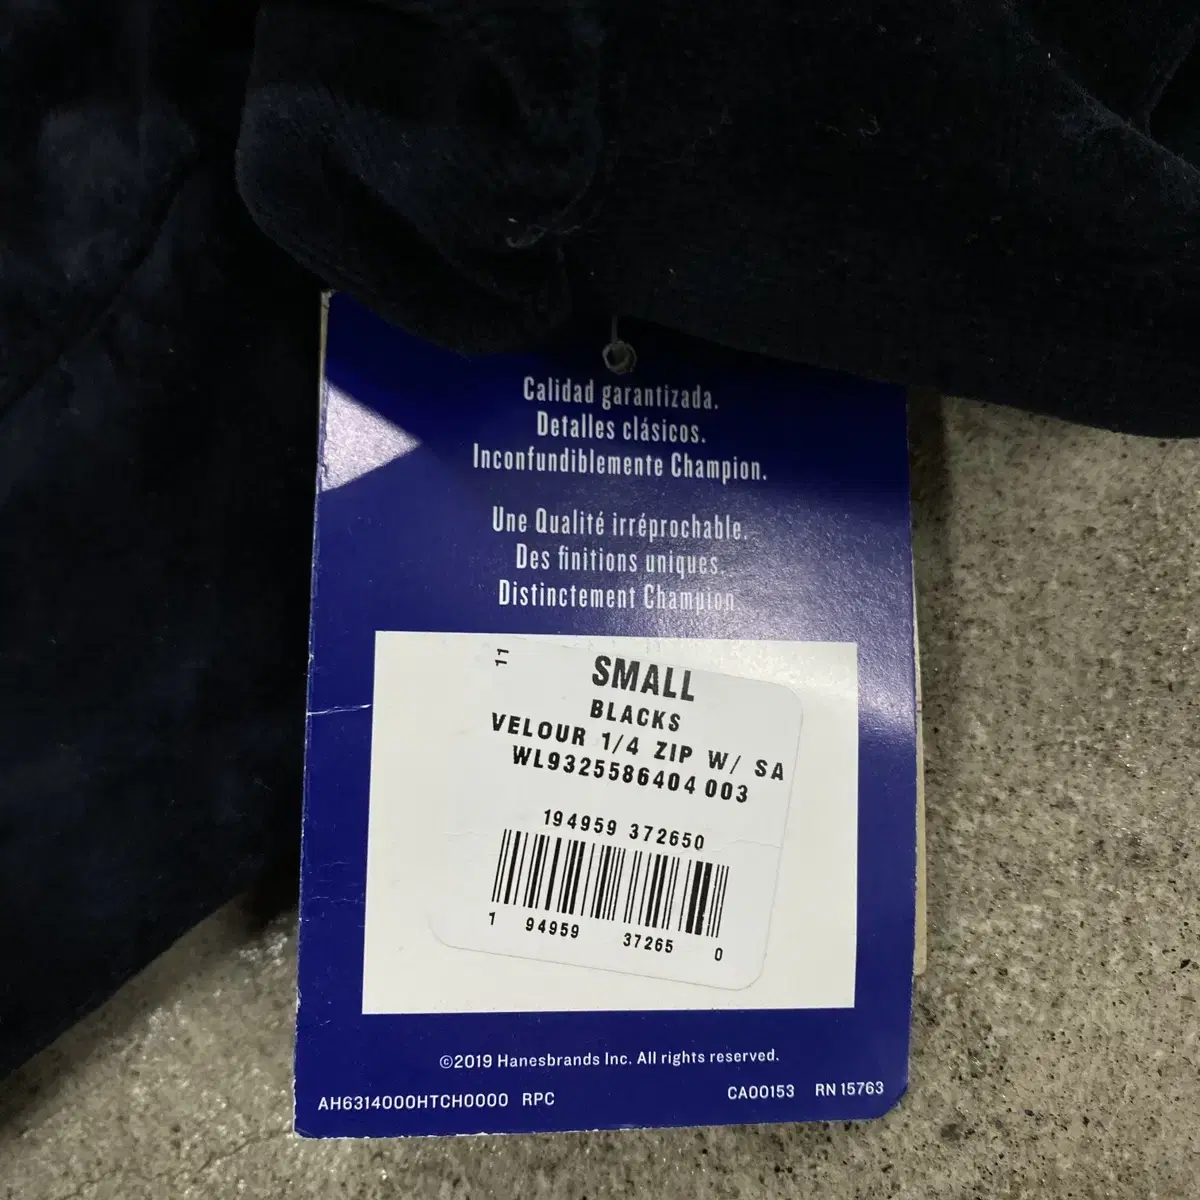 Calidad garantizada.
Detalles clásicos.
Inconfundiblemente Champion.
Une Qualité irréprochable.
Des finitions uniques.
Distinctement Champion.
11
SMALL
BLACKS
VELOUR 1/4 ZIP W/ SA
WL9325586404 003
194959 372650
1 94959 37265 0
©2019 Hanesbrands Inc. All rights reserved.
AH6314000HTCH0000 RPC CA00153 RN 15763